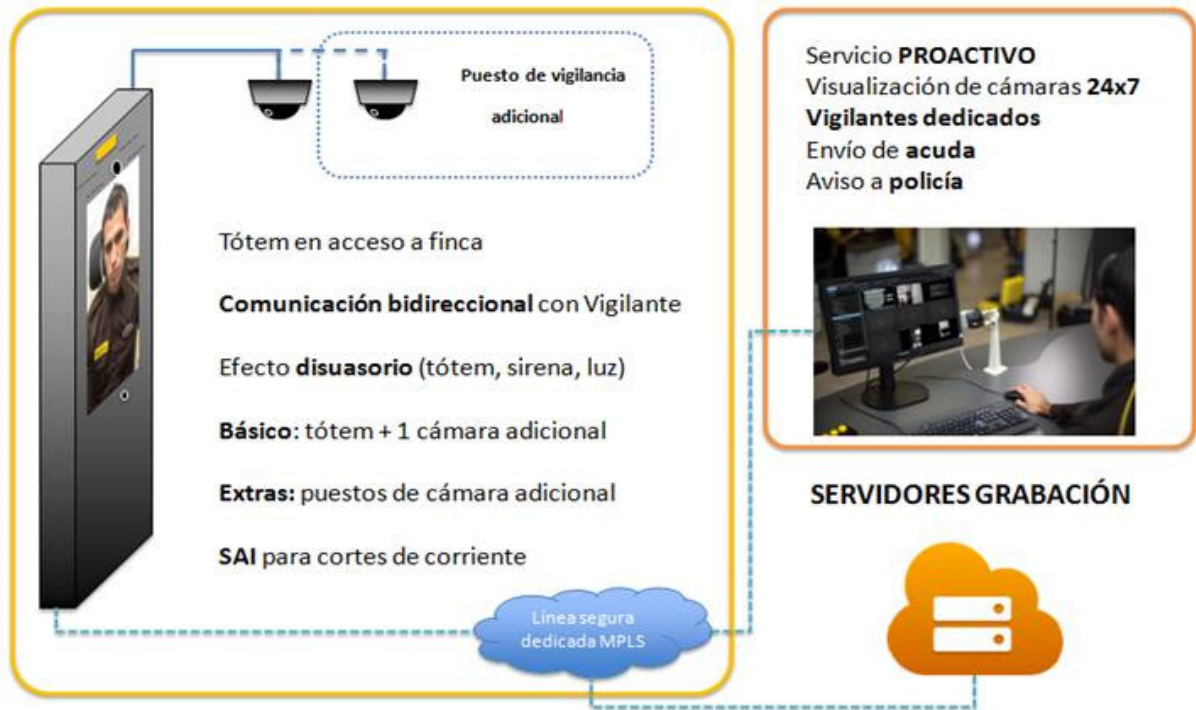 Puesto de vigilancia
adicional
Tótem en acceso a finca
Comunicación bidireccional con Vigilante
Efecto disuasorio (tótem, sirena, luz)
Básico: tótem + 1 cámara adicional
Extras: puestos de cámara adicional
SAI para cortes de corriente
Línea segura
dedicada MPLS
Servicio PROACTIVO
Visualización de cámaras 24x7
Vigilantes dedicados
Envío de acuda
Aviso a policía
SERVIDORES GRABACIÓN